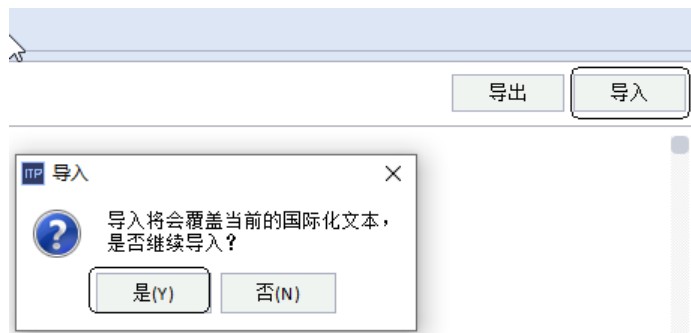 导出 导入
ITP 导入
导入将会覆盖当前的国际化文本，
是否继续导入？
是(Y) 否(N)